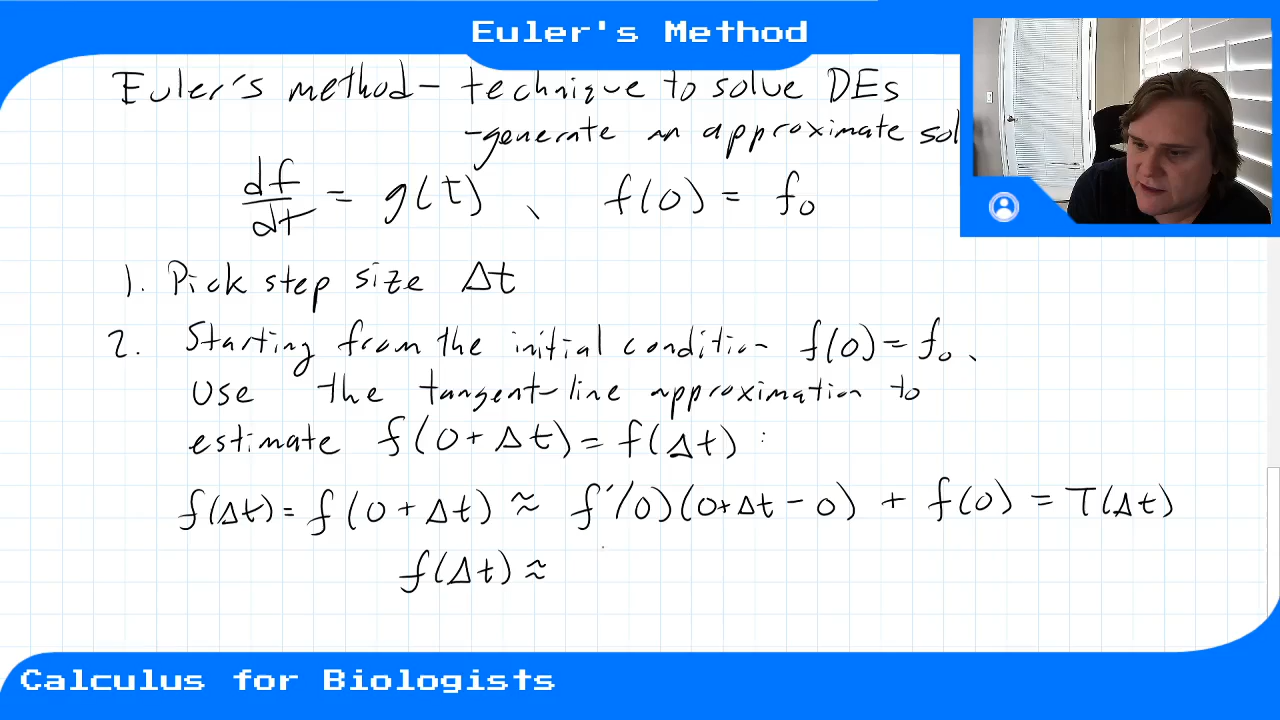 Euler's Method
Euler's method – technique to solve DEs
- generate an approximate sol
df/dt = g(t), f(0) = f₀
1. Pick step size Δt
2. Starting from the initial condition f(0) = f₀,
Use the tangent-line approximation to
estimate f(0 + Δt) = f(Δt) :
f(Δt) = f(0 + Δt) ≈ f'(0)(0 + Δt - 0) + f(0) = T(Δt)
f(Δt) ≈
Calculus for Biologists